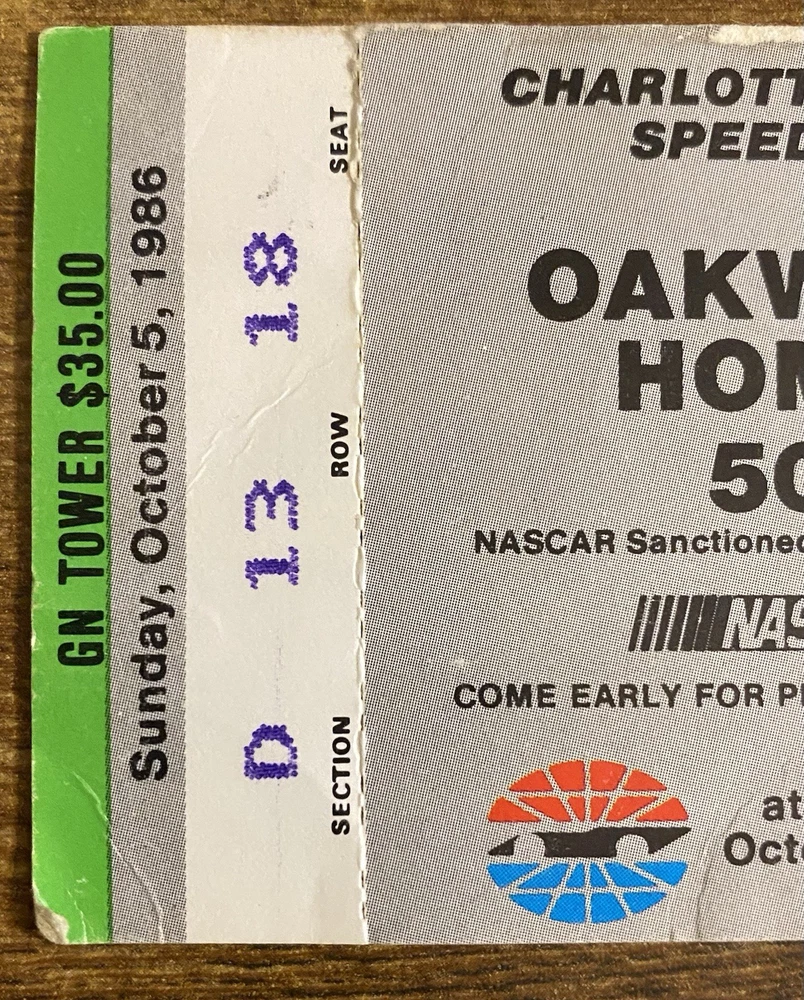 GN TOWER $35.00
Sunday, October 5, 1986
SECTION ROW SEAT
D 13 18
CHARLOTT
SPEED
OAKW
HOM
50
NASCAR Sanctioned
NAS
COME EARLY FOR P
at
Octo